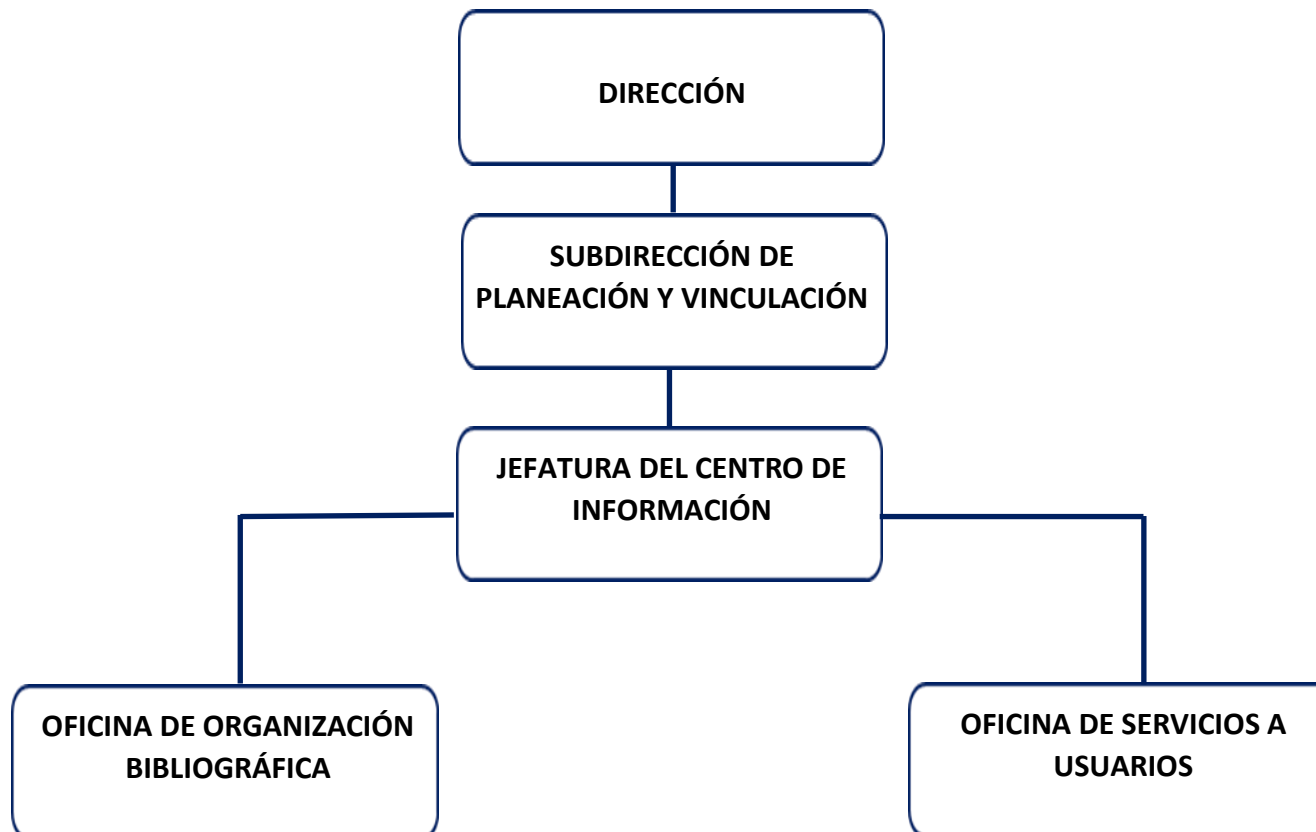 DIRECCIÓN
SUBDIRECCIÓN DE
PLANEACIÓN Y VINCULACIÓN
JEFATURA DEL CENTRO DE
INFORMACIÓN
OFICINA DE ORGANIZACIÓN
BIBLIOGRÁFICA
OFICINA DE SERVICIOS A
USUARIOS